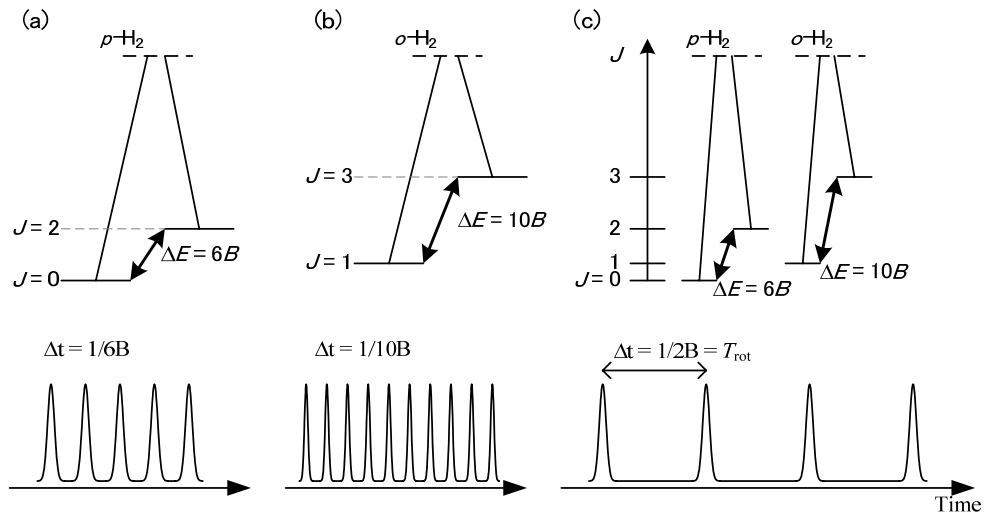 (a)
p-H2
J = 2
ΔE = 6B
J = 0
Δt = 1/6B
(b)
o-H2
J = 3
ΔE = 10B
J = 1
Δt = 1/10B
(c)
J
p-H2
o-H2
3
2
1
J = 0
ΔE = 6B
ΔE = 10B
Δt = 1/2B = Trot
Time